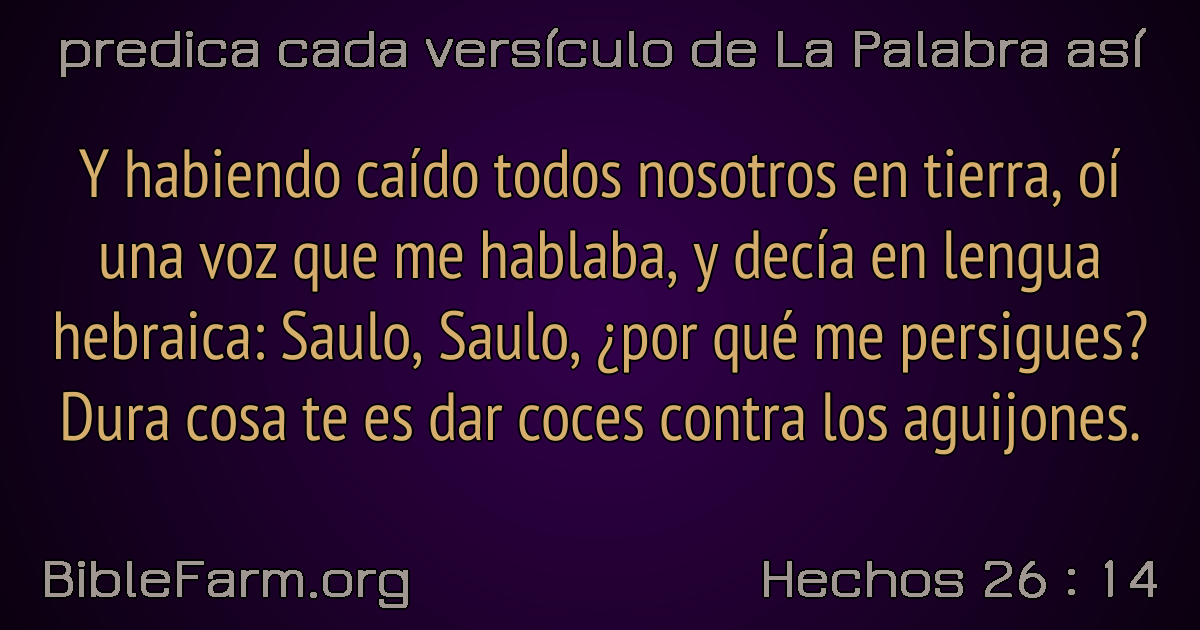 predica cada versículo de La Palabra así
Y habiendo caído todos nosotros en tierra, oí
una voz que me hablaba, y decía en lengua
hebraica: Saulo, Saulo, ¿por qué me persigues?
Dura cosa te es dar coces contra los aguijones.
BibleFarm.org
Hechos 26 : 14